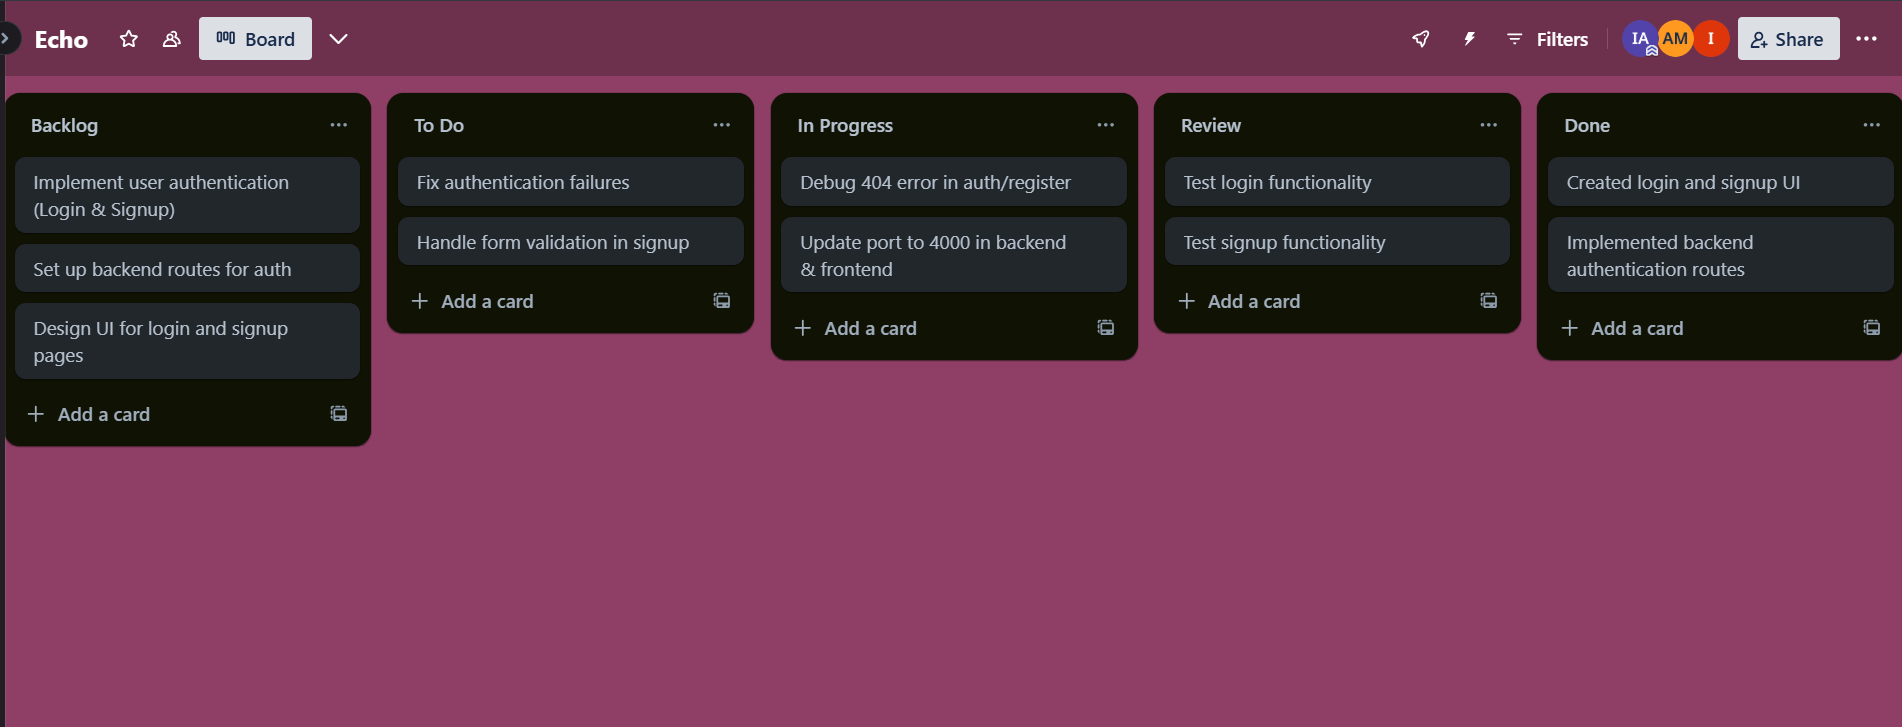 Echo
Board
Filters
IA
AM
I
Share
Backlog
Implement user authentication
(Login & Signup)
Set up backend routes for auth
Design UI for login and signup
pages
Add a card
To Do
Fix authentication failures
Handle form validation in signup
Add a card
In Progress
Debug 404 error in auth/register
Update port to 4000 in backend
& frontend
Add a card
Review
Test login functionality
Test signup functionality
Add a card
Done
Created login and signup UI
Implemented backend
authentication routes
Add a card